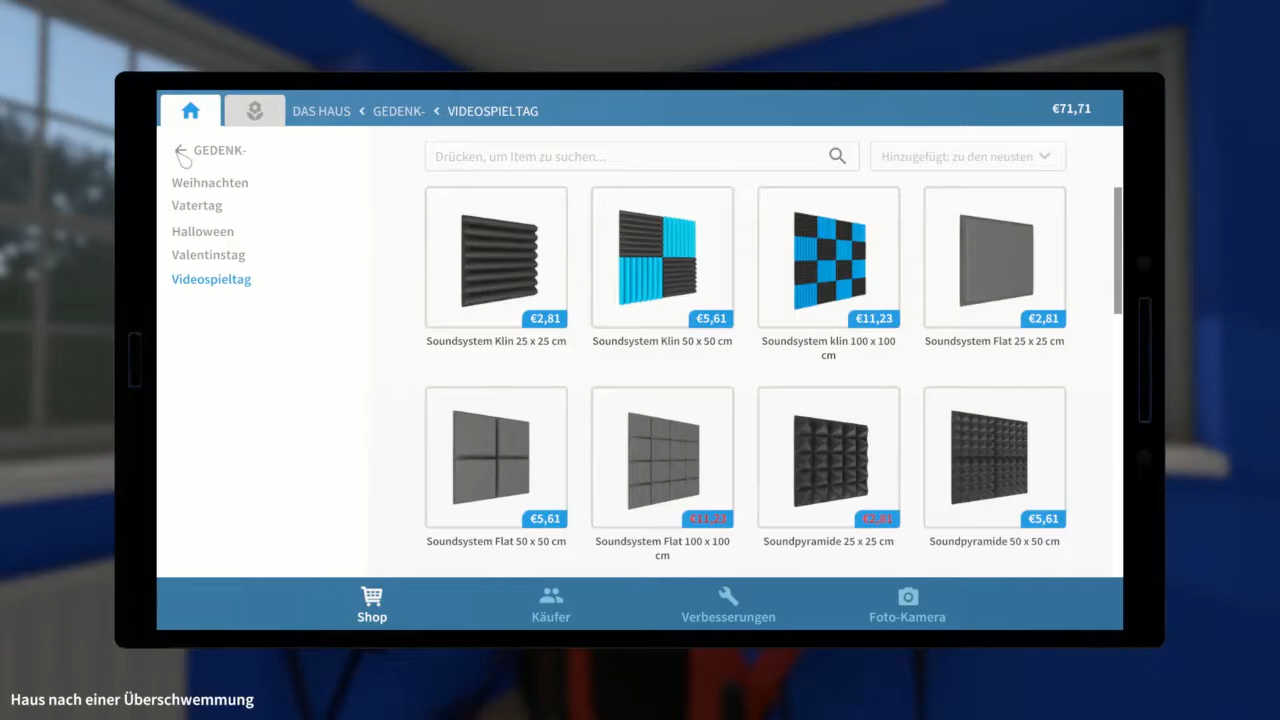 DAS HAUS < GEDENK- < VIDEOSPIELTAG
€71,71
GEDENK-
Weihnachten
Vatertag
Halloween
Valentinstag
Videospieltag
Drücken, um Item zu suchen...
Hinzugefügt: zu den neusten
€2,81
€5,61
€11,23
€2,81
Soundsystem Klin 25 x 25 cm
Soundsystem Klin 50 x 50 cm
Soundsystem klin 100 x 100
cm
Soundsystem Flat 25 x 25 cm
€5,61
€11,23
€2,81
€5,61
Soundsystem Flat 50 x 50 cm
Soundsystem Flat 100 x 100
cm
Soundpyramide 25 x 25 cm
Soundpyramide 50 x 50 cm
Shop
Käufer
Verbesserungen
Foto-Kamera
Haus nach einer Überschwemmung